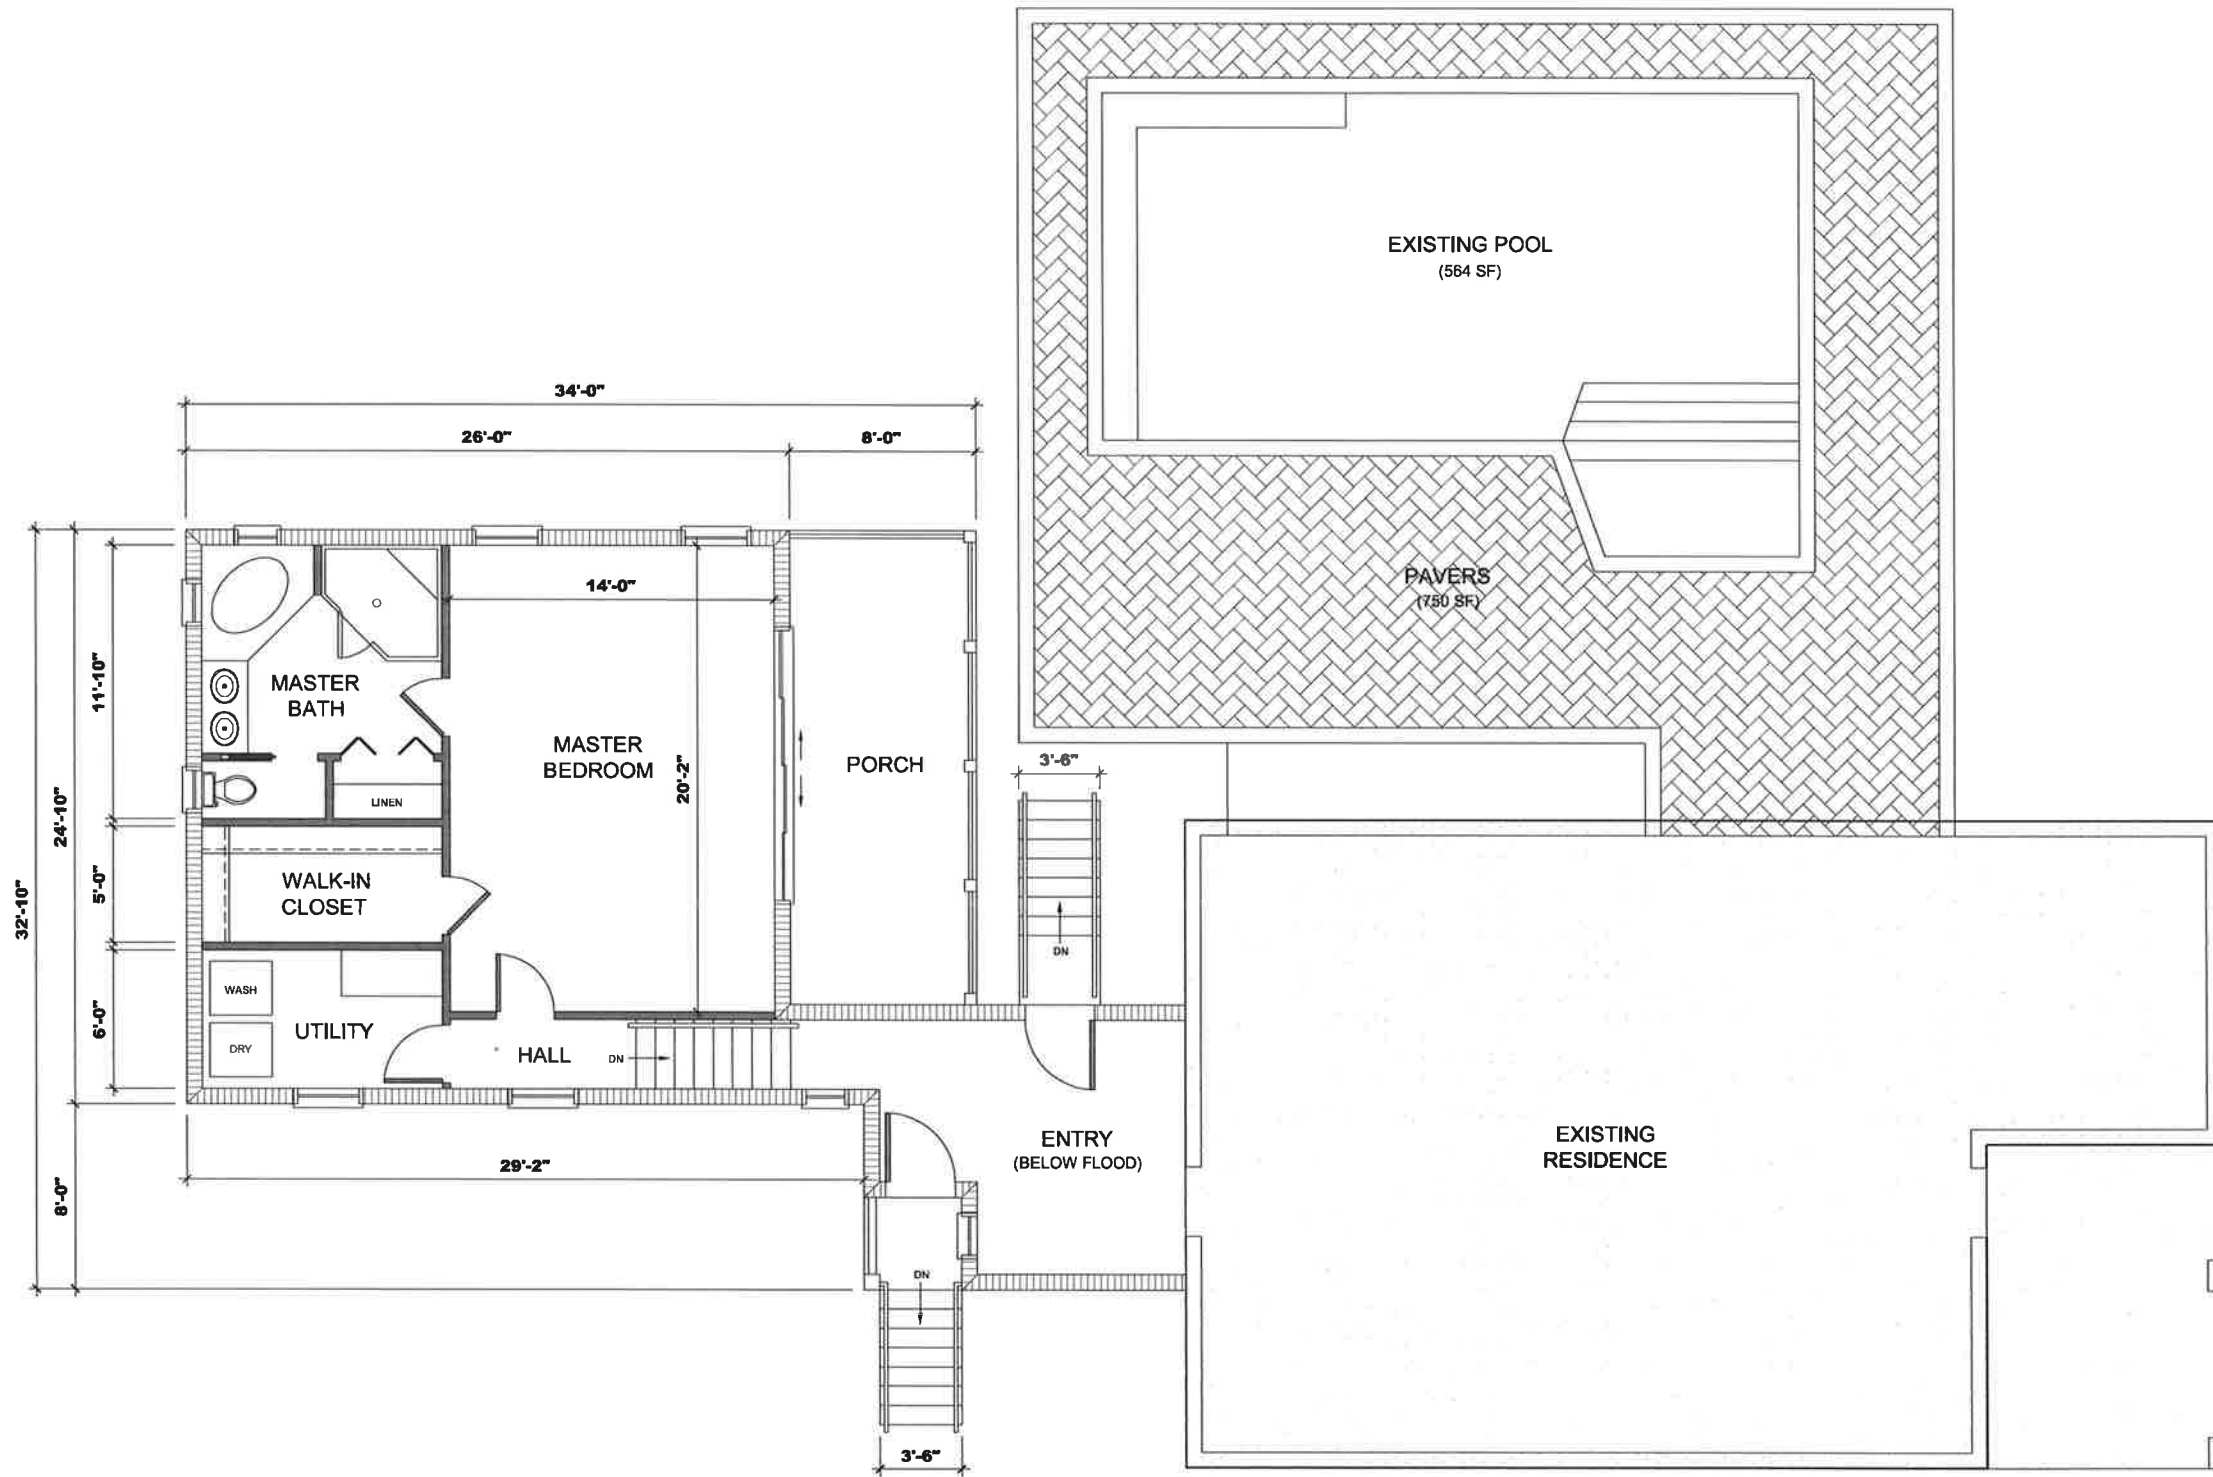 EXISTING POOL
(564 SF)
34'-0"
26'-0"
8'-0"
PAVERS
(750 SF)
14'-0"
11'-10"
MASTER
BATH
MASTER
BEDROOM
20'-2"
PORCH
3'-6"
LINEN
24'-10"
32'-10"
5'-0"
WALK-IN
CLOSET
DN
WASH
6'-0"
UTILITY
DRY
HALL
DN
ENTRY
(BELOW FLOOD)
EXISTING
RESIDENCE
29'-2"
8'-0"
DN
3'-6"